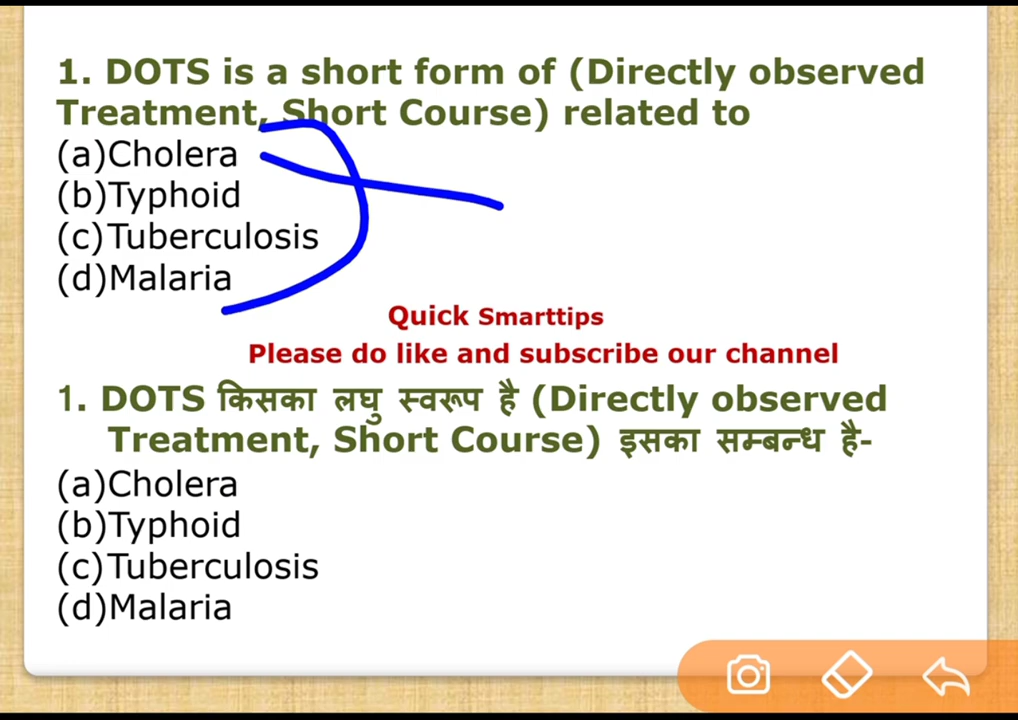 1. DOTS is a short form of (Directly observed
Treatment, Short Course) related to
(a)Cholera
(b)Typhoid
(c)Tuberculosis
(d)Malaria
Quick Smarttips
Please do like and subscribe our channel
1. DOTS किसका लघु स्वरूप है (Directly observed
Treatment, Short Course) इसका सम्बन्ध है-
(a)Cholera
(b)Typhoid
(c)Tuberculosis
(d)Malaria